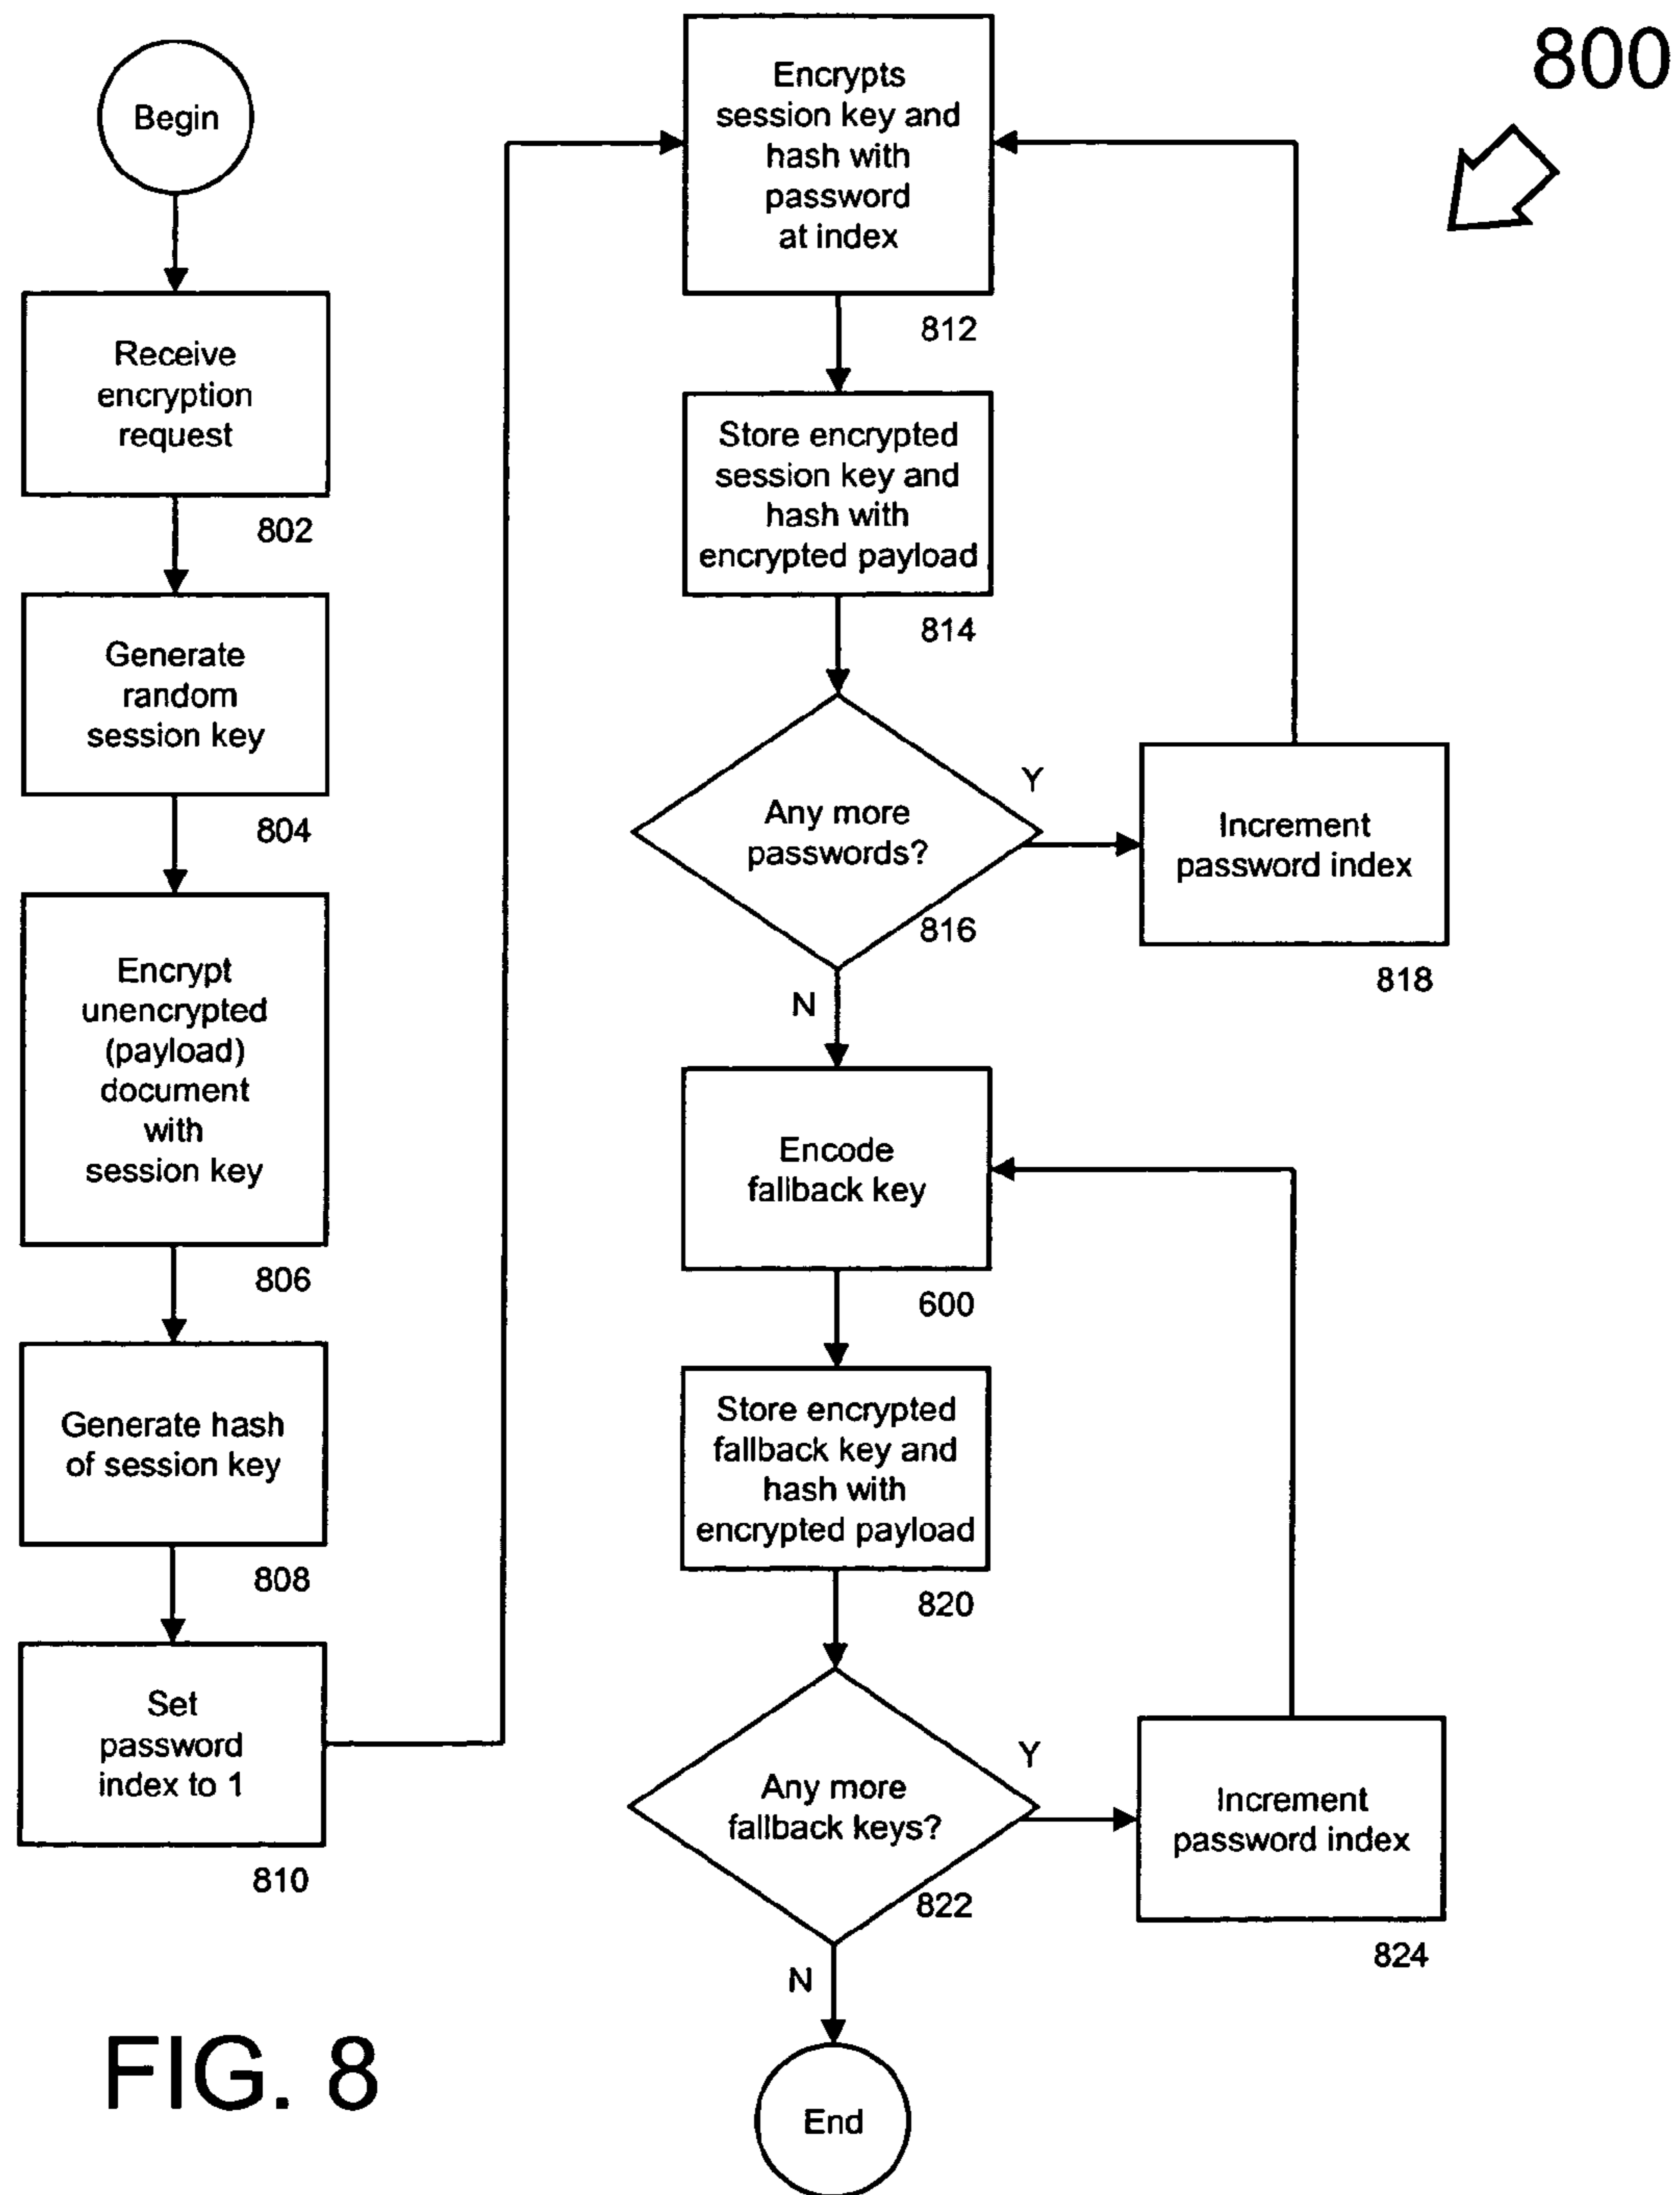 800
Begin
Receive
encryption
request
802
Generate
random
session key
804
Encrypt
unencrypted
(payload)
document
with
session key
806
Generate hash
of session key
808
Set
password
index to 1
810
Encrypts
session key and
hash with
password
at index
812
Store encrypted
session key and
hash with
encrypted payload
814
Any more
passwords?
816
Y
Increment
password index
818
N
Encode
fallback key
600
Store encrypted
fallback key and
hash with
encrypted payload
820
Any more
fallback keys?
822
Y
Increment
password index
824
N
End
FIG. 8